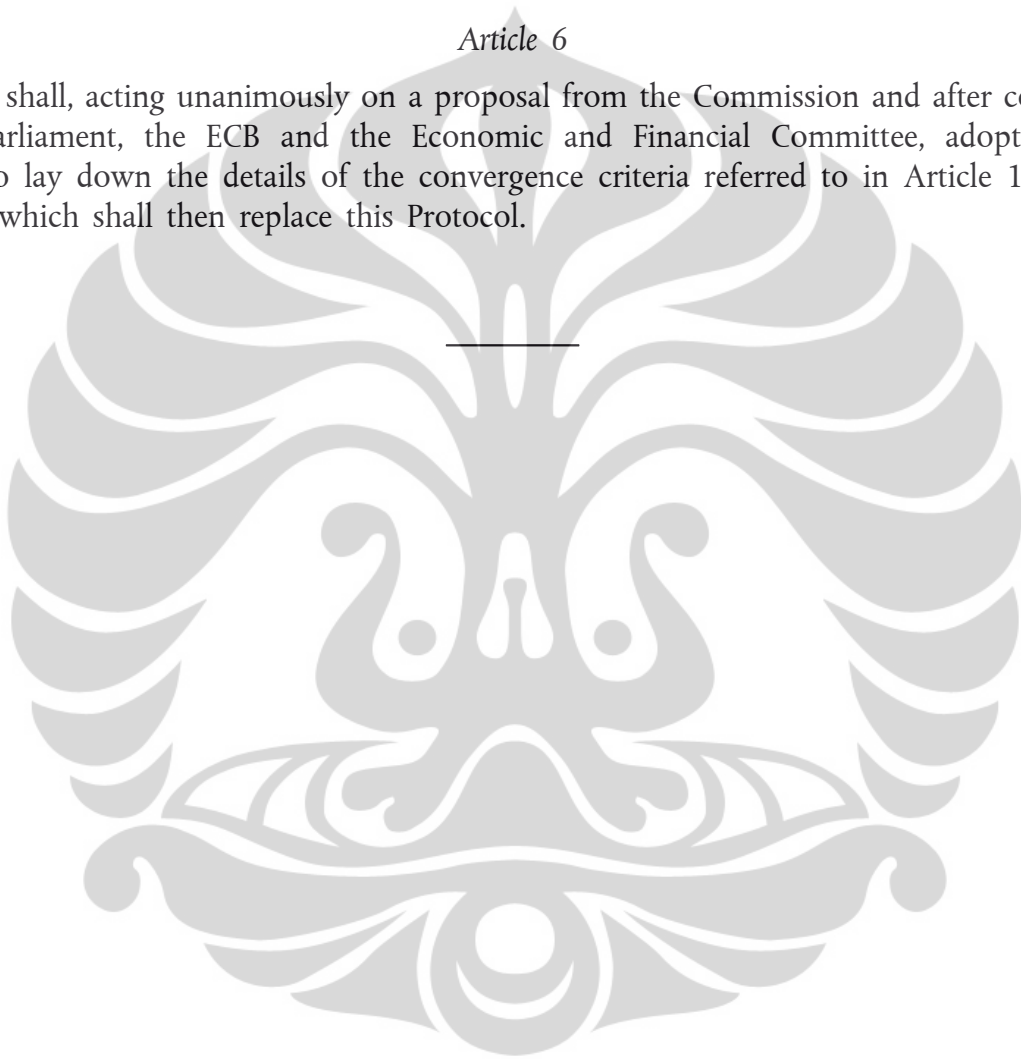 Article 6
shall, acting unanimously on a proposal from the Commission and after
the ECB and the Economic and Financial Committee, adopt
lay down the details of the convergence criteria referred to in Article 1
which shall then replace this Protocol.